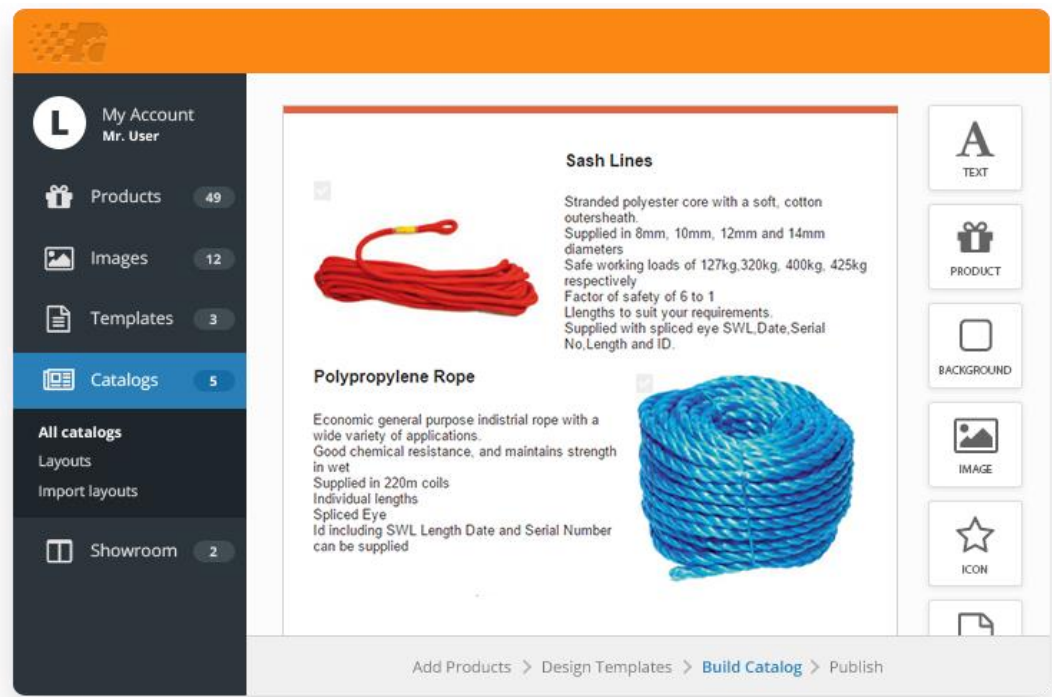 L
My Account
Mr. User
Products 49
Images 12
Templates 3
Catalogs 5
All catalogs
Layouts
Import layouts
Showroom 2
Sash Lines
Stranded polyester core with a soft, cotton
outersheath.
Supplied in 8mm, 10mm, 12mm and 14mm
diameters
Safe working loads of 127kg,320kg, 400kg, 425kg
respectively
Factor of safety of 6 to 1
Llengths to suit your requirements.
Supplied with spliced eye SWL,Date,Serial
No,Length and ID.
Polypropylene Rope
Economic general purpose indistrial rope with a
wide variety of applications.
Good chemical resistance, and maintains strength
in wet
Supplied in 220m coils
Individual lengths
Spliced Eye
Id including SWL Length Date and Serial Number
can be supplied
A
TEXT
PRODUCT
BACKGROUND
IMAGE
ICON
Add Products > Design Templates > Build Catalog > Publish